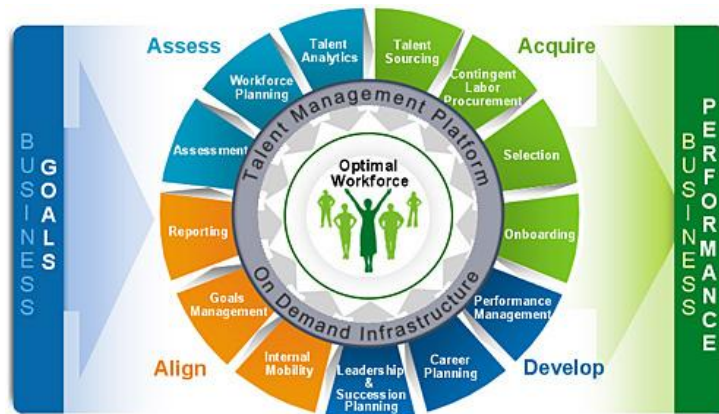 BUSINESS
GOALS
Assess
Talent
Analytics
Workforce
Planning
Assessment
Acquire
Talent
Sourcing
Contingent
Labor
Procurement
Selection
Onboarding
Talent Management Platform
Optimal
Workforce
On Demand Infrastructure
Reporting
Goals
Management
Internal
Mobility
Align
Performance
Management
Career
Planning
Leadership
&
Succession
Planning
Develop
BUSINESS
PERFORMANCE